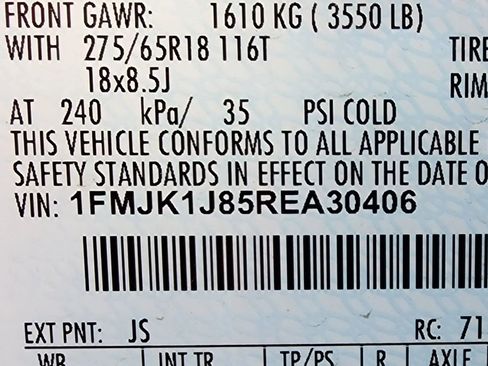 FRONT GAWR: 1610 KG ( 3550 LB)
WITH 275/65R18 116T TIRE
18x8.5J RIM
AT 240 kPa/ 35 PSI COLD
THIS VEHICLE CONFORMS TO ALL APPLICABLE
SAFETY STANDARDS IN EFFECT ON THE DATE O
VIN: 1FMJK1J85REA30406
EXT PNT: JS RC: 71
WB INT TR TP/PS R AXLE